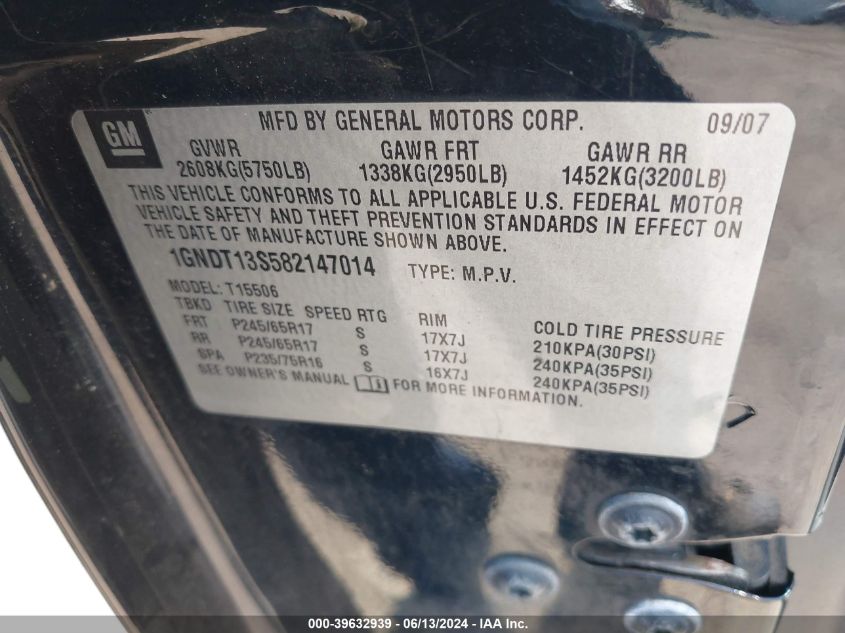 GM
MFD BY GENERAL MOTORS CORP. 09/07
GVWR GAWR FRT GAWR RR
2608KG(5750LB) 1338KG(2950LB) 1452KG(3200LB)
THIS VEHICLE CONFORMS TO ALL APPLICABLE U.S. FEDERAL MOTOR
VEHICLE SAFETY AND THEFT PREVENTION STANDARDS IN EFFECT ON
THE DATE OF MANUFACTURE SHOWN ABOVE.
1GNDT13S582147014 TYPE: M.P.V.
MODEL: T15506
TBKD TIRE SIZE SPEED RTG RIM COLD TIRE PRESSURE
FRT P245/65R17 S 17X7J 210KPA(30PSI)
RR P245/65R17 S 17X7J 240KPA(35PSI)
SPA P235/75R16 S 16X7J 240KPA(35PSI)
SEE OWNER'S MANUAL FOR MORE INFORMATION.
000-39632939 / 06/13/2024 - © IAA Inc.